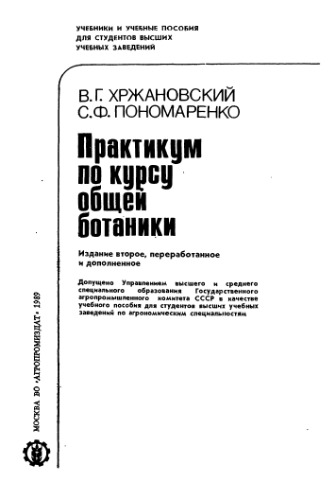 УЧЕБНИКИ И УЧЕБНЫЕ ПОСОБИЯ
ДЛЯ СТУДЕНТОВ ВЫСШИХ
УЧЕБНЫХ ЗАВЕДЕНИЙ
В.Г. ХРЖАНОВСКИЙ
С.Ф. ПОНОМАРЕНКО
Практикум
по курсу
общей
ботаники
Издание второе, переработанное
и дополненное
Допущено Управлением высшего и среднего
специального образования Государственного
агропромышленного комитета СССР в качестве
учебного пособия для студентов высших учебных
заведений по агрономическим специальностям
МОСКВА ВО «АГРОПРОМИЗДАТ» 1989